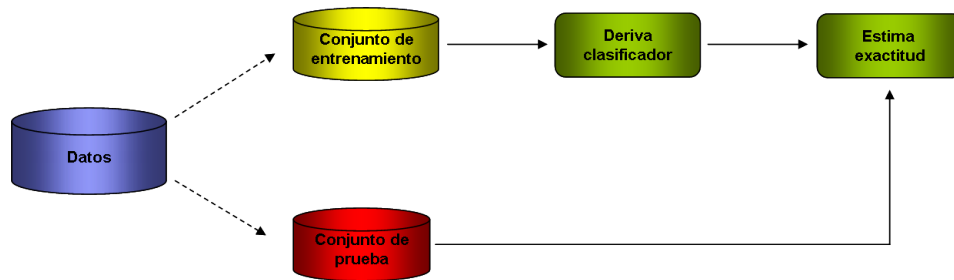 Conjunto de
entrenamiento
Deriva
clasificador
Estima
exactitud
Datos
Conjunto de
prueba